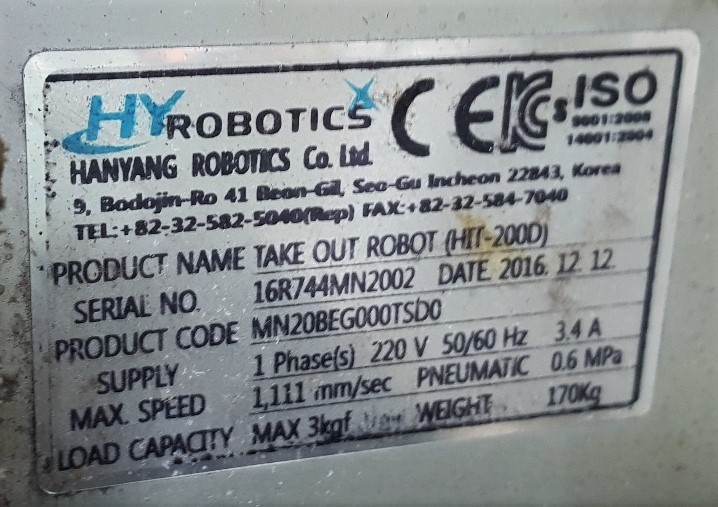 HYROBOTICS CE KCs ISO
9001:2008
14001:2004
HANYANG ROBOTICS Co. Ltd.
9, Bodojin-Ro 41 Beon-Gil, Seo-Gu Incheon 22843, Korea
TEL:+82-32-582-5040(Rep) FAX:+82-32-584-7040
PRODUCT NAME TAKE OUT ROBOT (HIT-200D)
SERIAL NO. 16R744MN2002 DATE 2016. 12. 12.
PRODUCT CODE MN20BEG000TSD0
SUPPLY 1 Phase(s) 220 V 50/60 Hz 3.4 A
MAX. SPEED 1,111 mm/sec PNEUMATIC 0.6 MPa
LOAD CAPACITY MAX 3kgf WEIGHT 170Kg